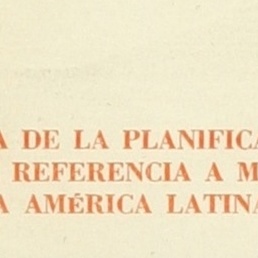 A DE LA PLANIFICA
REFERENCIA A M
A AMÉRICA LATINA